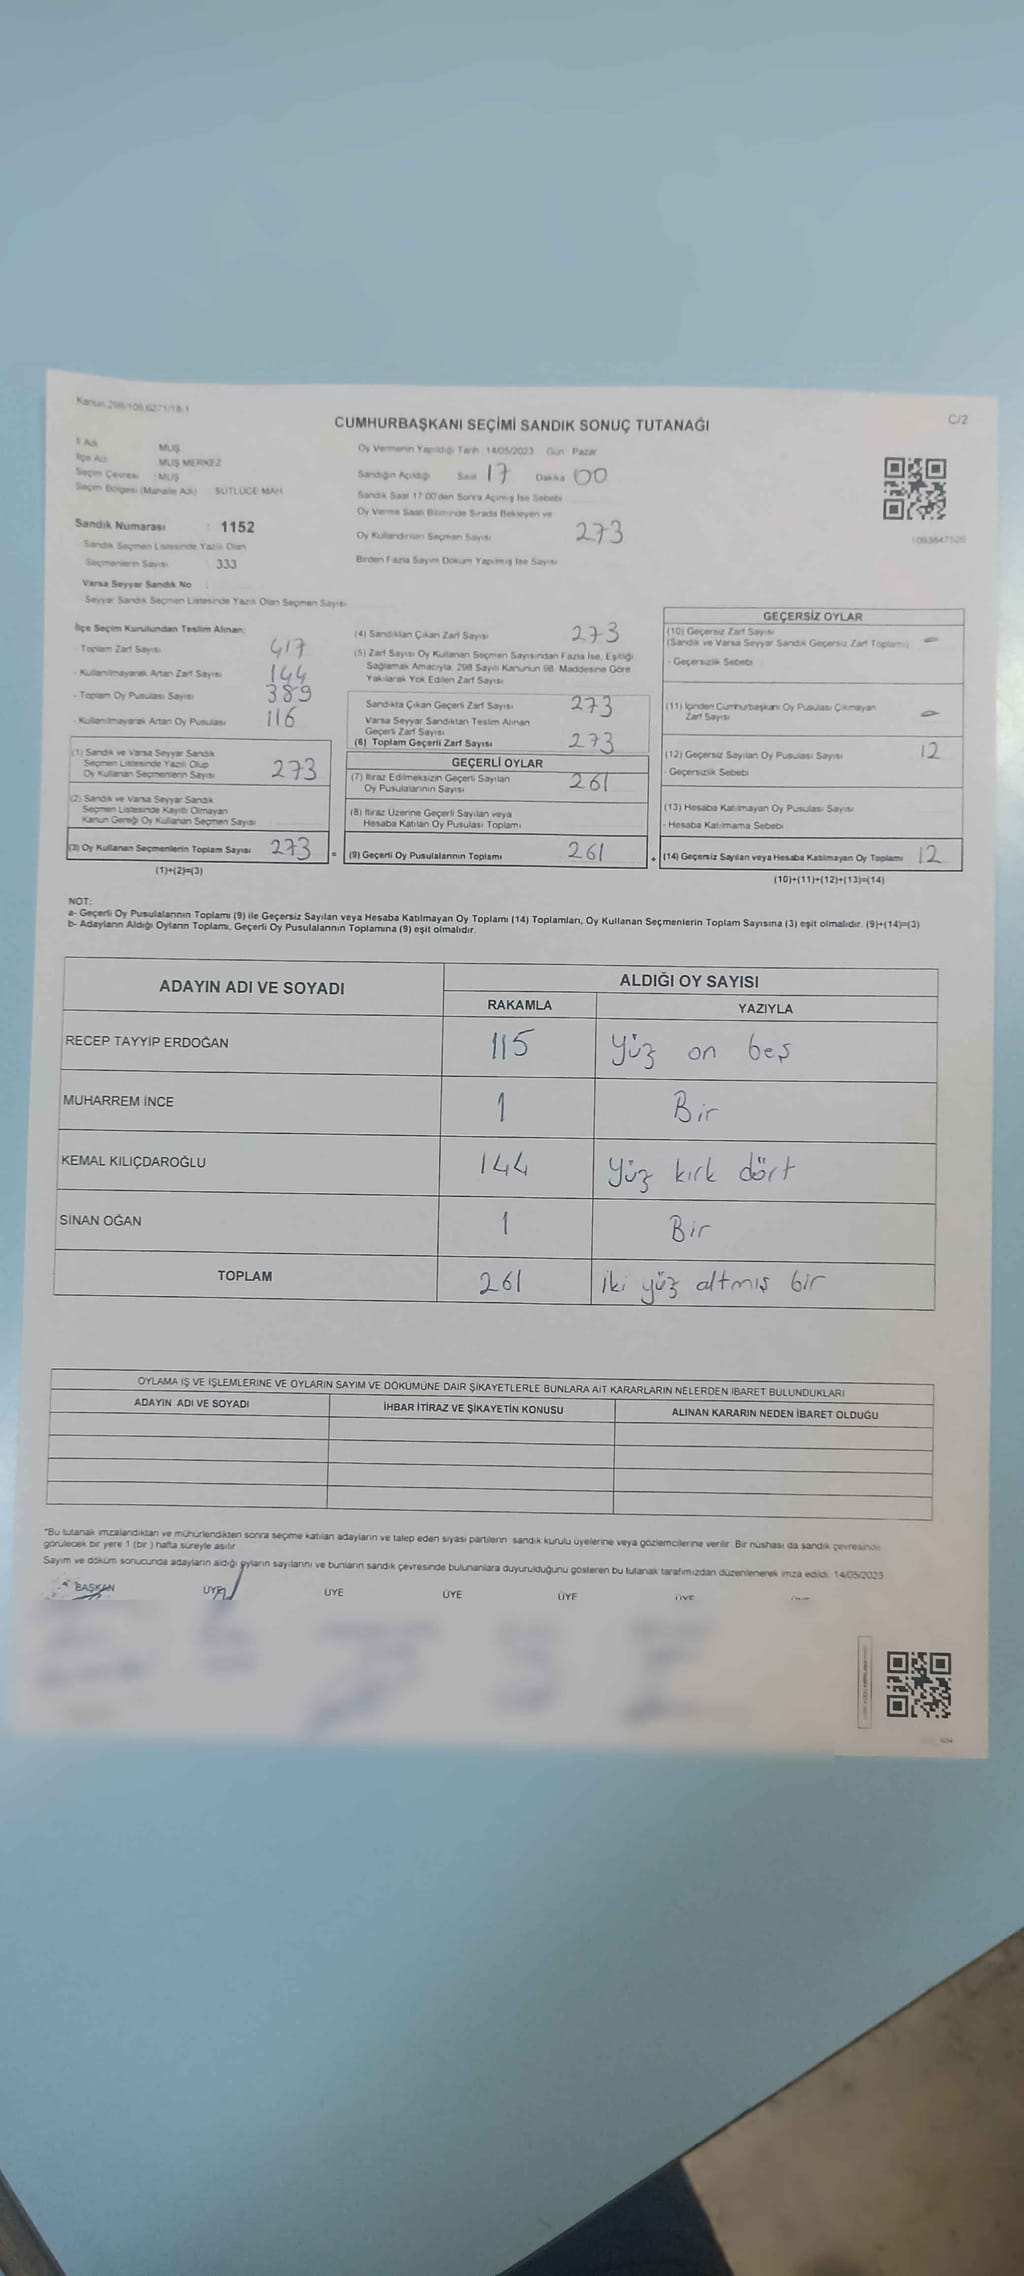 Kanun:298/105,6271/18-1
C/2
CUMHURBAŞKANI SEÇİMİ SANDIK SONUÇ TUTANAĞI
İl Adı MUŞ
İlçe Adı MUŞ MERKEZ
Seçim Çevresi : MUŞ
Seçim Bölgesi (Mahalle Adı) SÜTLÜCE MAH
Sandık Numarası : 1152
Sandık Seçmen Listesinde Yazılı Olan
Seçmenlerin Sayısı 333
Varsa Seyyar Sandık No
Seyyar Sandık Seçmen Listesinde Yazılı Olan Seçmen Sayısı
Oy Vermenin Yapıldığı Tarih 14/05/2023 Gün Pazar
Sandığın Açıldığı Saat 17 Dakika 00
Sandık Saat 17:00'den Sonra Açılmış İse Sebebi
Oy Verme Saati Bitiminde Sırada Bekleyen ve
Oy Kullandırılan Seçmen Sayısı 273
Birden Fazla Sayım Döküm Yapılmış İse Sayısı
İlçe Seçim Kurulundan Teslim Alınan:
- Toplam Zarf Sayısı 417
- Kullanılmayarak Artan Zarf Sayısı 144
- Toplam Oy Pusulası Sayısı 389
- Kullanılmayarak Artan Oy Pusulası 116
(1) Sandık ve Varsa Seyyar Sandık
Seçmen Listesinde Yazılı Olup
Oy Kullanan Seçmenlerin Sayısı 273
(2) Sandık ve Varsa Seyyar Sandık
Seçmen Listesinde Kayıtlı Olmayan
Kanun Gereği Oy Kullanan Seçmen Sayısı
(3) Oy Kullanan Seçmenlerin Toplam Sayısı 273
(1)+(2)=(3)
(4) Sandıktan Çıkan Zarf Sayısı 273
(5) Zarf Sayısı Oy Kullanan Seçmen Sayısından Fazla İse, Eşitliği
Sağlamak Amacıyla, 298 Sayılı Kanunun 98. Maddesine Göre
Yakılarak Yok Edilen Zarf Sayısı
Sandıkta Çıkan Geçerli Zarf Sayısı 273
Varsa Seyyar Sandıktan Teslim Alınan
Geçerli Zarf Sayısı
(6) Toplam Geçerli Zarf Sayısı 273
GEÇERLİ OYLAR
(7) İtiraz Edilmeksizin Geçerli Sayılan
Oy Pusulalarının Sayısı 261
(8) İtiraz Üzerine Geçerli Sayılan veya
Hesaba Katılan Oy Pusulası Toplamı
= (9) Geçerli Oy Pusulalarının Toplamı 261
GEÇERSİZ OYLAR
(10) Geçersiz Zarf Sayısı
(Sandık ve Varsa Seyyar Sandık Geçersiz Zarf Toplamı) -
- Geçersizlik Sebebi
(11) İçinden Cumhurbaşkanı Oy Pusulası Çıkmayan
Zarf Sayısı -
(12) Geçersiz Sayılan Oy Pusulası Sayısı 12
- Geçersizlik Sebebi
(13) Hesaba Katılmayan Oy Pusulası Sayısı
- Hesaba Katılmama Sebebi
+ (14) Geçersiz Sayılan veya Hesaba Katılmayan Oy Toplamı 12
(10)+(11)+(12)+(13)=(14)
NOT:
a- Geçerli Oy Pusulalarının Toplamı (9) ile Geçersiz Sayılan veya Hesaba Katılmayan Oy Toplamı (14) Toplamları, Oy Kullanan Seçmenlerin Toplam Sayısına (3) eşit olmalıdır. (9)+(14)=(3)
b- Adayların Aldığı Oyların Toplamı, Geçerli Oy Pusulalarının Toplamına (9) eşit olmalıdır.
ADAYIN ADI VE SOYADI ALDIĞI OY SAYISI
RAKAMLA YAZIYLA
RECEP TAYYİP ERDOĞAN 115 Yüz on beş
MUHARREM İNCE 1 Bir
KEMAL KILIÇDAROĞLU 144 Yüz kırk dört
SİNAN OĞAN 1 Bir
TOPLAM 261 İki yüz altmış bir
OYLAMA İŞ VE İŞLEMLERİNE VE OYLARIN SAYIM VE DÖKÜMÜNE DAİR ŞİKAYETLERLE BUNLARA AİT KARARLARIN NELERDEN İBARET BULUNDUKLARI
ADAYIN ADI VE SOYADI İHBAR İTİRAZ VE ŞİKAYETİN KONUSU ALINAN KARARIN NEDEN İBARET OLDUĞU
*Bu tutanak imzalandıktan ve mühürlendikten sonra seçime katılan adayların ve talep eden siyasi partilerin sandık kurulu üyelerine veya gözlemcilerine verilir. Bir nüshası da sandık çevresinde
görülecek bir yere 1 (bir ) hafta süreyle asılır
Sayım ve döküm sonucunda adayların aldığı oyların sayılarını ve bunların sandık çevresinde bulunanlara duyurulduğunu gösteren bu tutanak tarafımızdan düzenlenerek imza edildi. 14/05/2023
BAŞKAN ÜYE ÜYE ÜYE ÜYE ÜYE